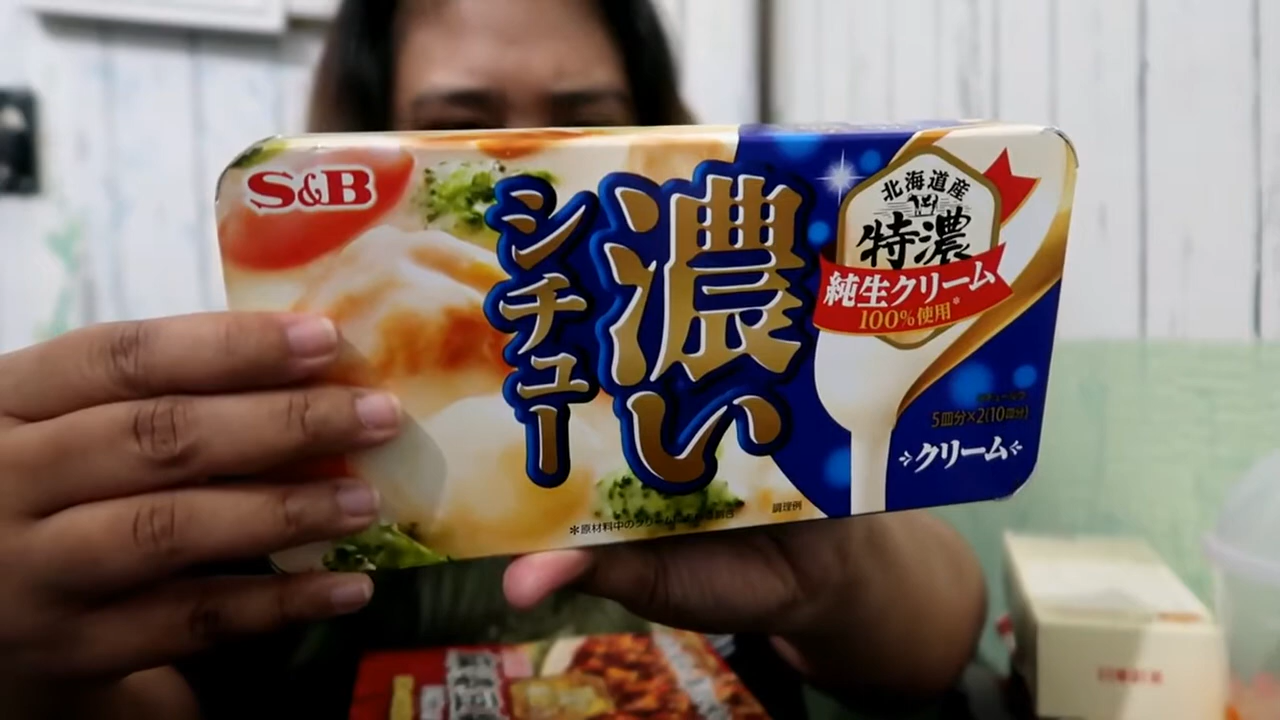 S&B
濃い
シチュー
北海道産
特濃
純生クリーム
100%使用*
5皿分×2(10皿分)
クリーム
調理例